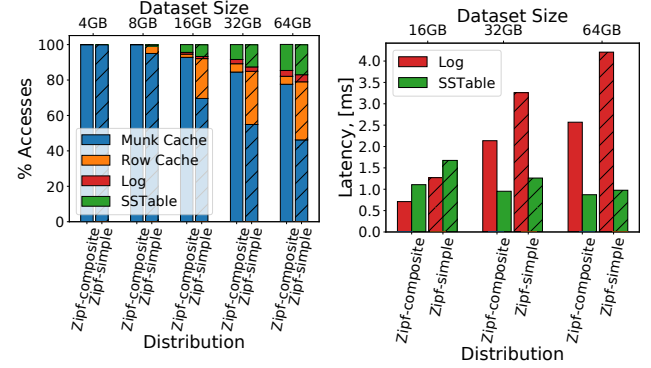 Dataset Size
4GB 8GB 16GB 32GB 64GB
100
80
60
40
20
0
% Accesses
Munk Cache
Row Cache
Log
SSTable
Zipf-composite
Zipf-simple
Zipf-composite
Zipf-simple
Zipf-composite
Zipf-simple
Zipf-composite
Zipf-simple
Zipf-composite
Zipf-simple
Distribution
Dataset Size
16GB 32GB 64GB
4.0
3.5
3.0
2.5
2.0
1.5
1.0
0.5
0.0
Latency, [ms]
Log
SSTable
Zipf-composite
Zipf-simple
Zipf-composite
Zipf-simple
Zipf-composite
Zipf-simple
Distribution